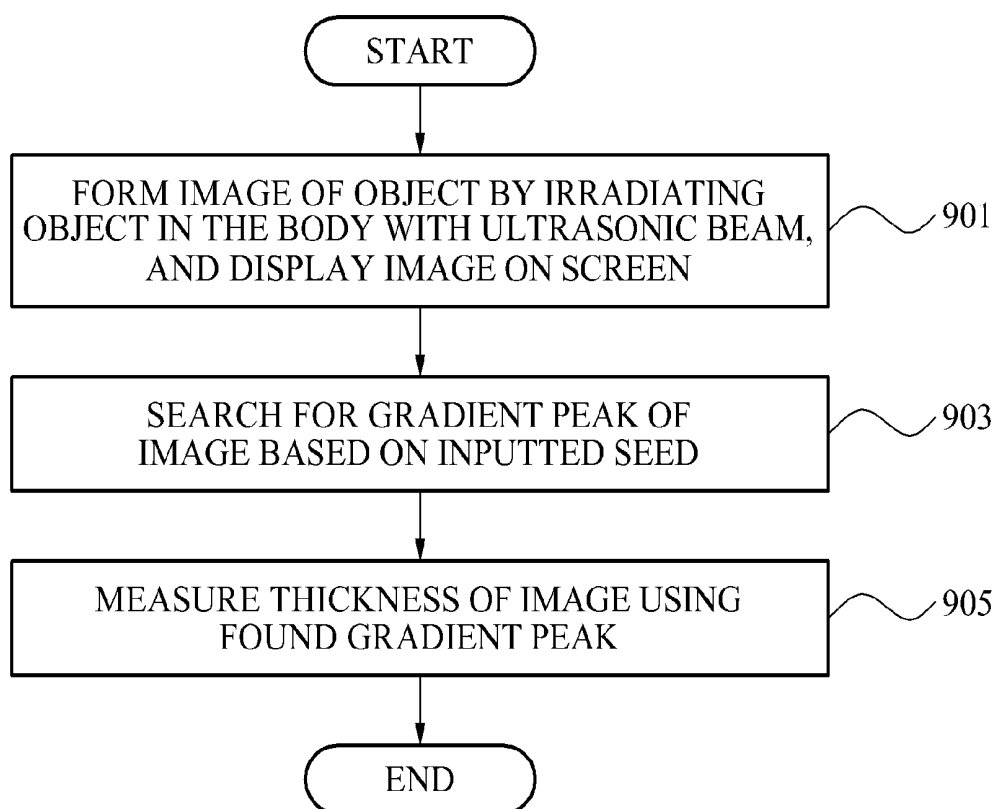 START
FORM IMAGE OF OBJECT BY IRRADIATING
OBJECT IN THE BODY WITH ULTRASONIC BEAM,
AND DISPLAY IMAGE ON SCREEN
901
SEARCH FOR GRADIENT PEAK OF
IMAGE BASED ON INPUTTED SEED
903
MEASURE THICKNESS OF IMAGE USING
FOUND GRADIENT PEAK
905
END